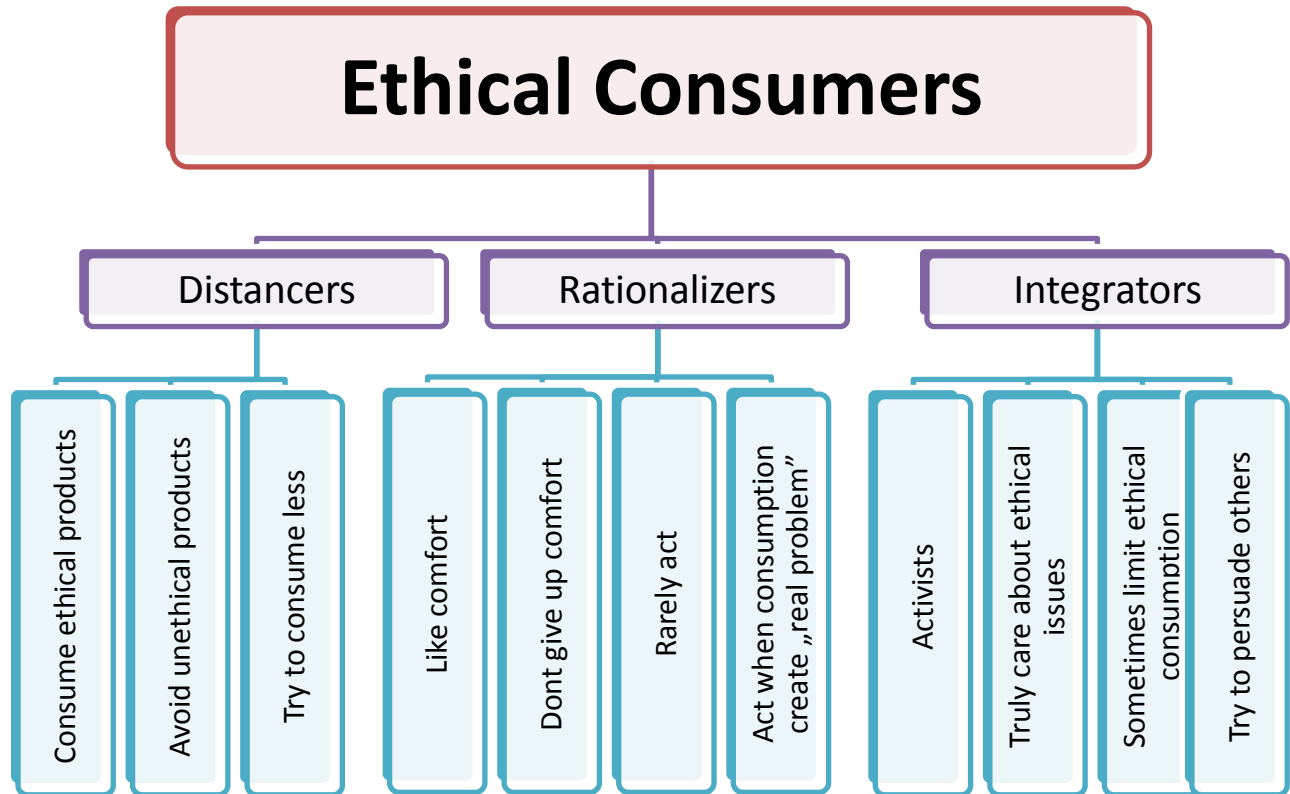 Ethical Consumers
Distancers
Rationalizers
Integrators
Consume ethical products
Avoid unethical products
Try to consume less
Like comfort
Dont give up comfort
Rarely act
Act when consumption
create „real problem”
Activists
Truly care about ethical
issues
Sometimes limit ethical
consumption
Try to persuade others